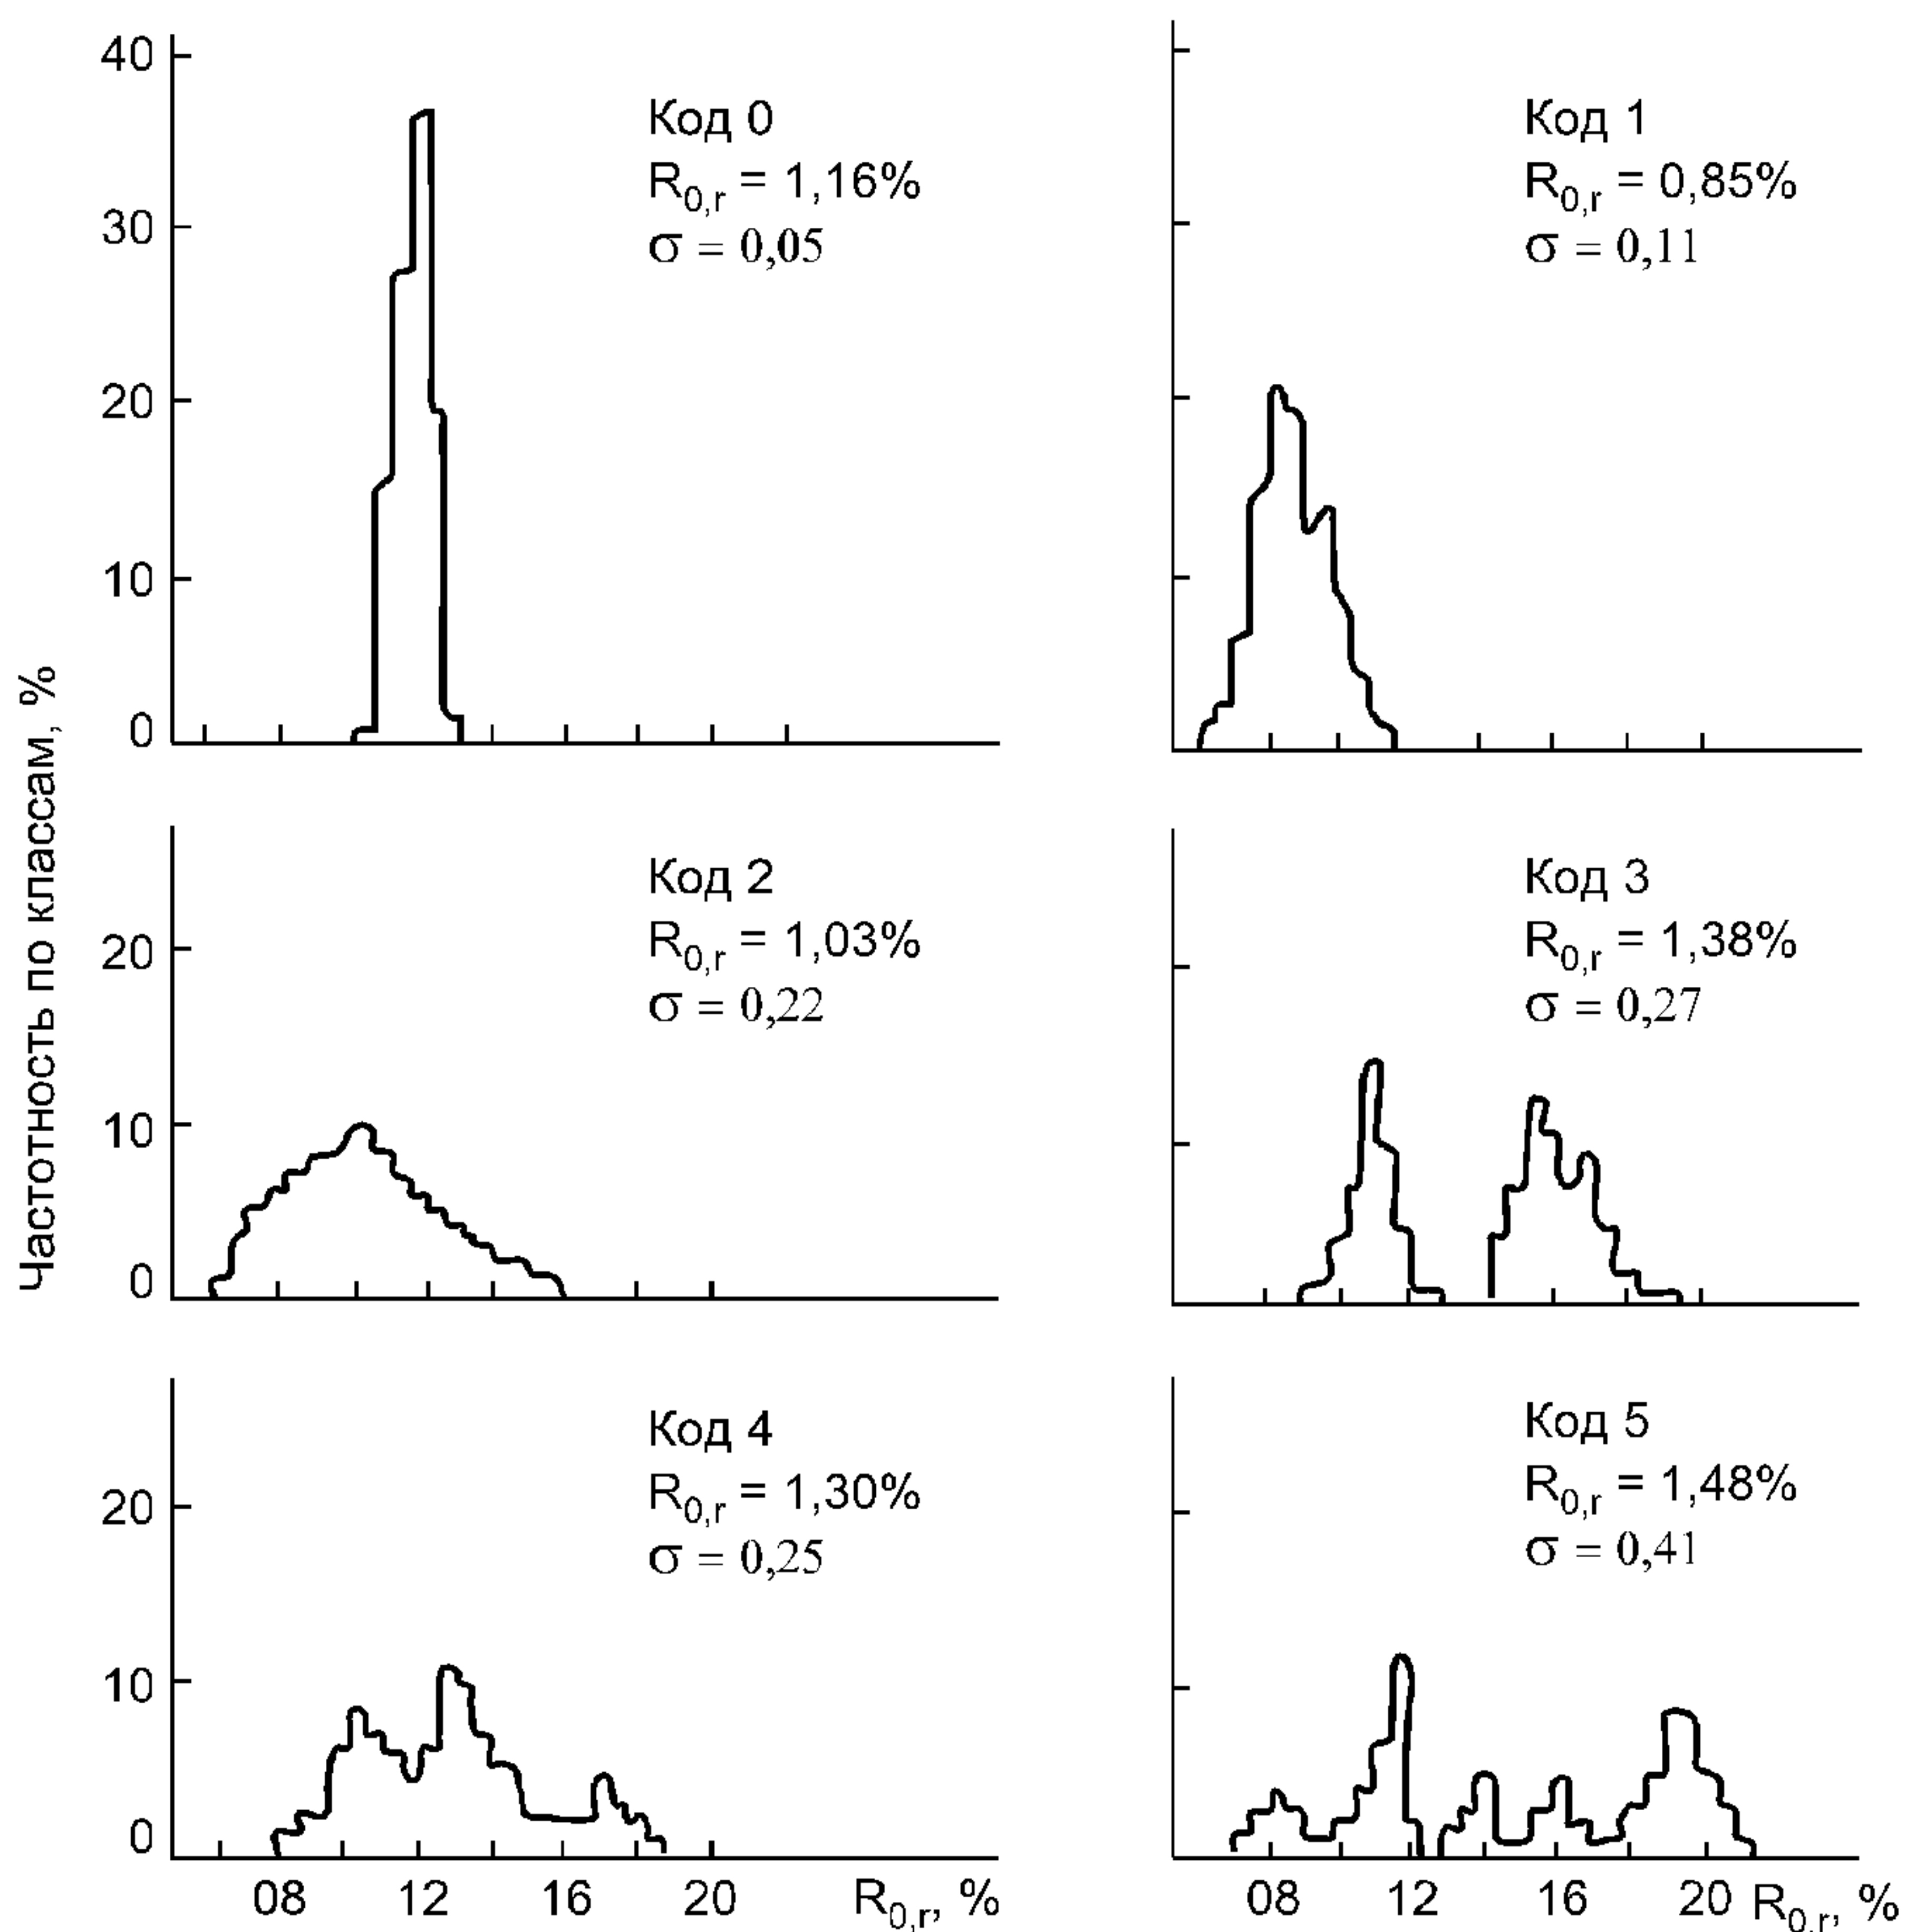 Частотность по классам, %
40
30
20
10
0
Код 0
R0,r = 1,16%
σ = 0,05
Код 1
R0,r = 0,85%
σ = 0,11
20
10
0
Код 2
R0,r = 1,03%
σ = 0,22
Код 3
R0,r = 1,38%
σ = 0,27
20
10
0
Код 4
R0,r = 1,30%
σ = 0,25
08 12 16 20 R0,r, %
Код 5
R0,r = 1,48%
σ = 0,41
08 12 16 20 R0,r, %